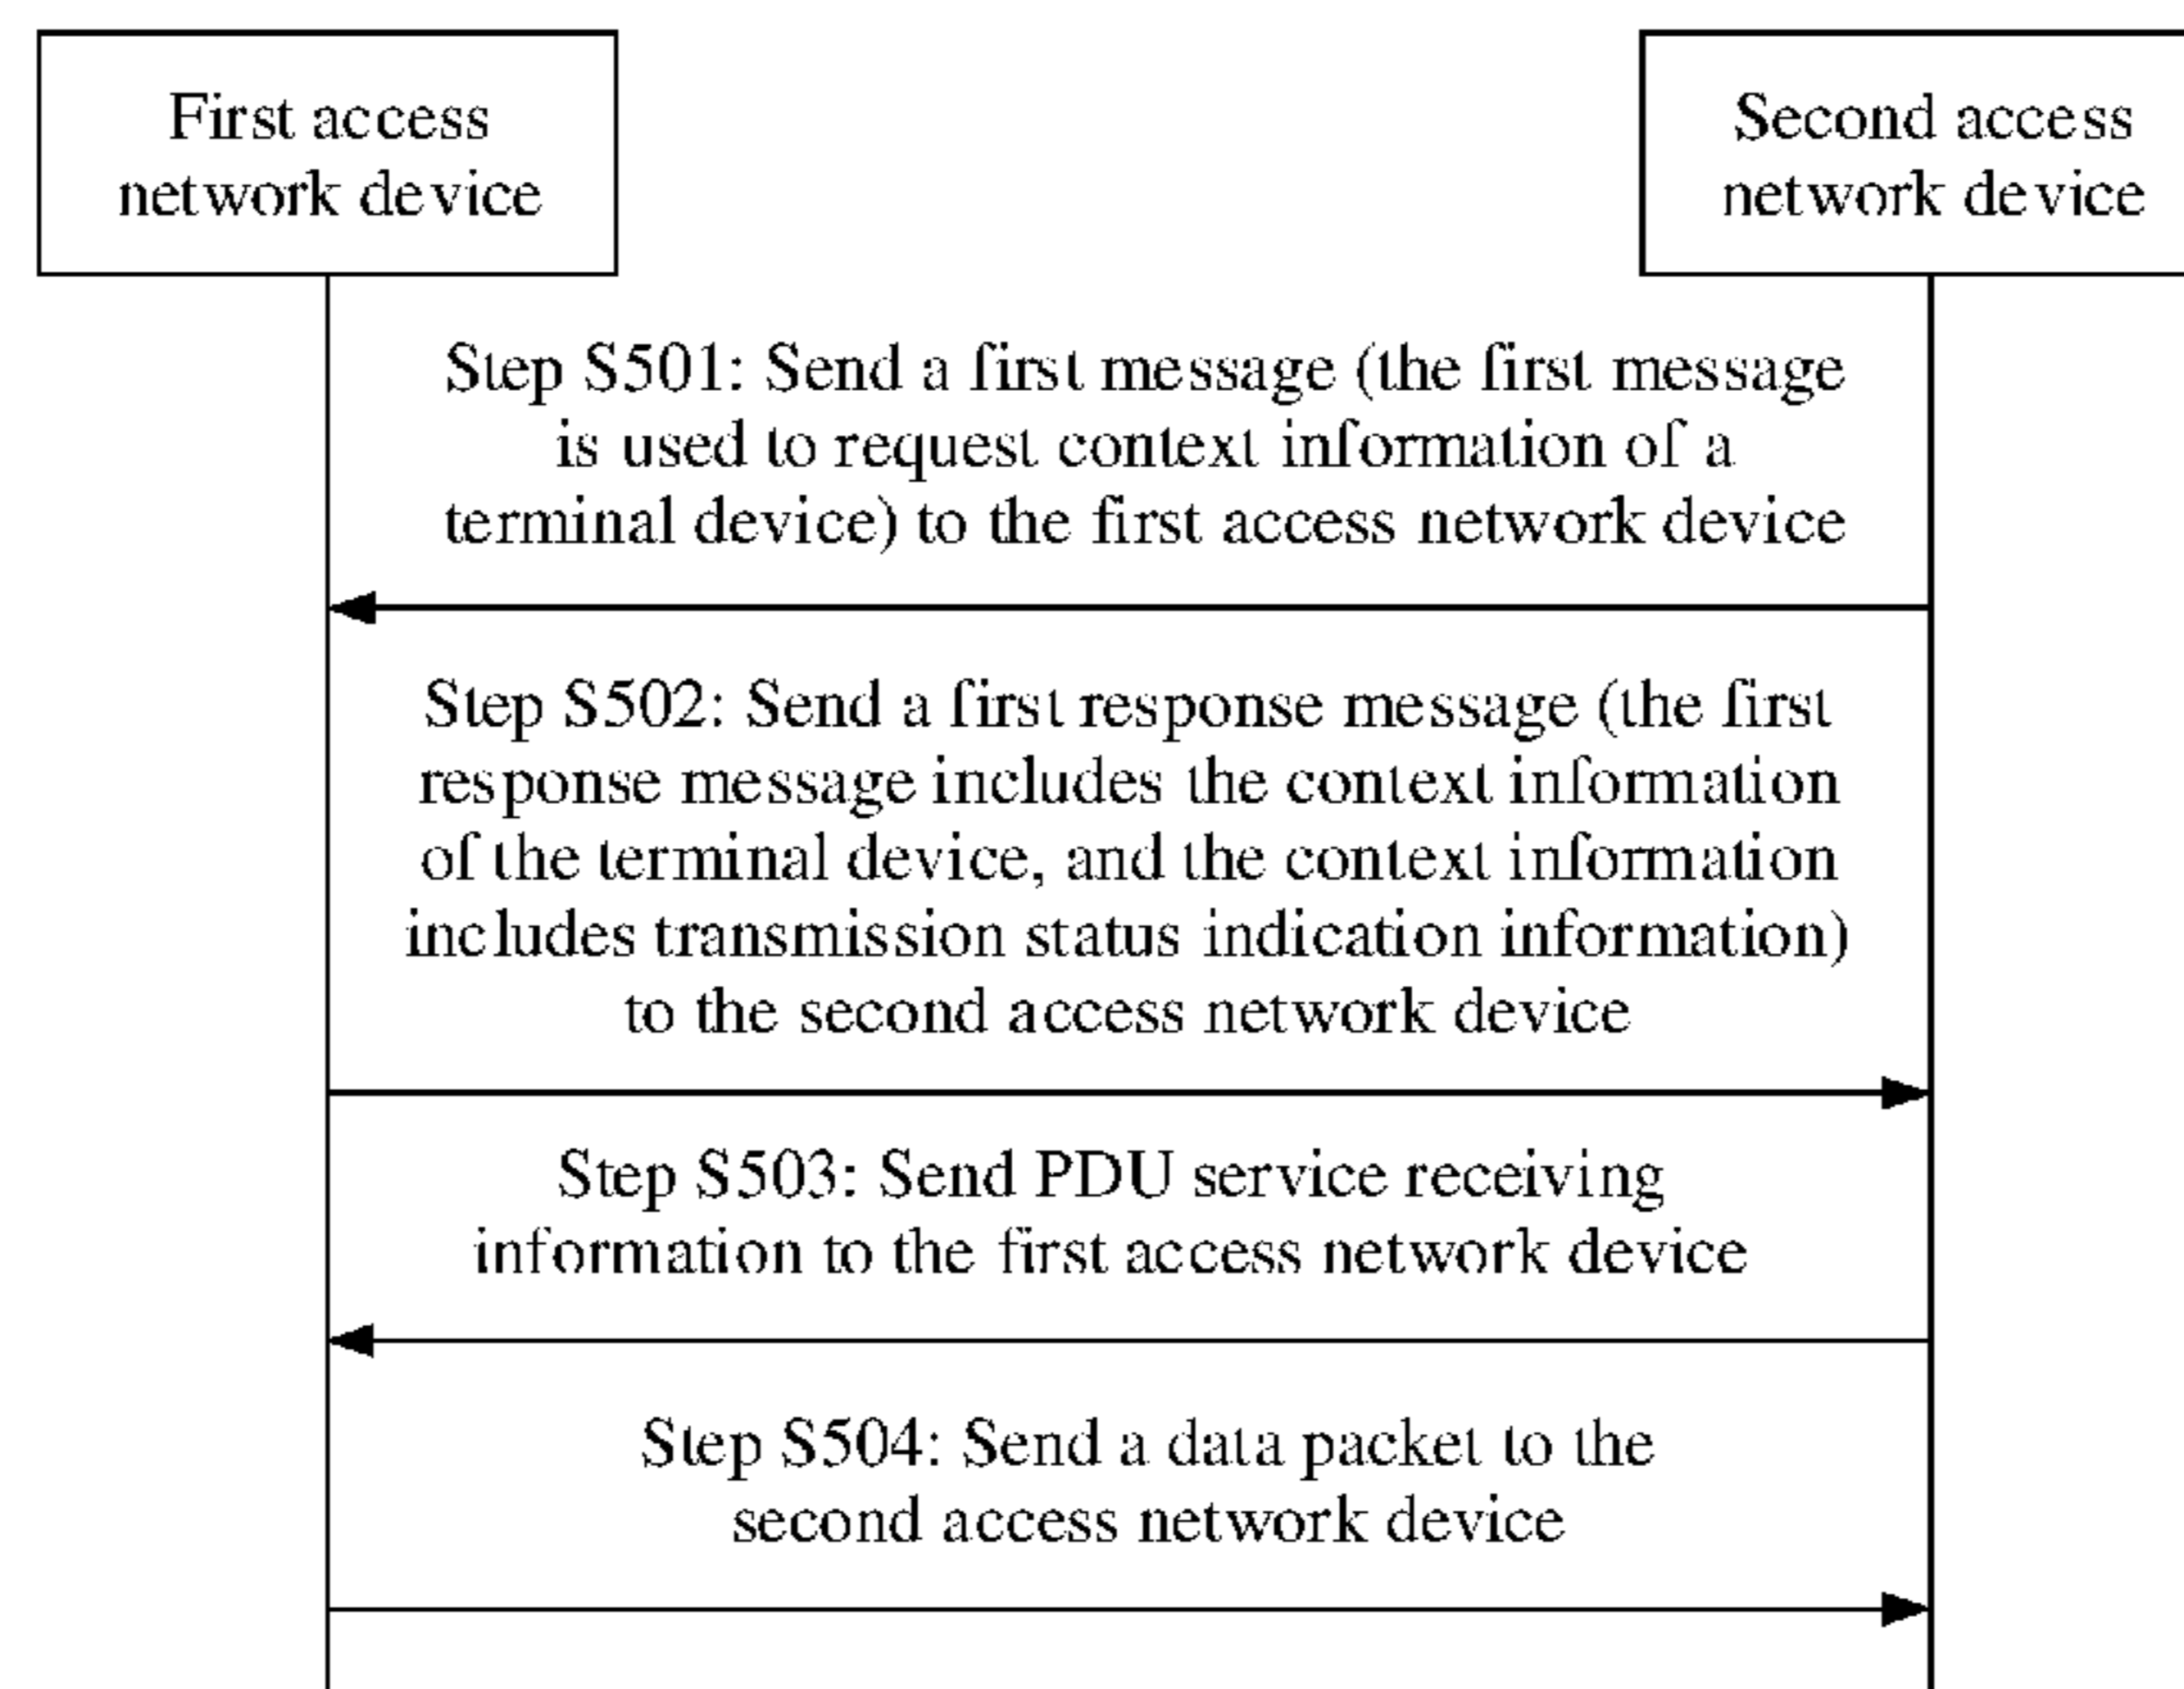 First access
network device
Second access
network device
Step S501: Send a first message (the first message
is used to request context information of a
terminal device) to the first access network device
Step S502: Send a first response message (the first
response message includes the context information
of the terminal device, and the context information
includes transmission status indication information)
to the second access network device
Step S503: Send PDU service receiving
information to the first access network device
Step S504: Send a data packet to the
second access network device